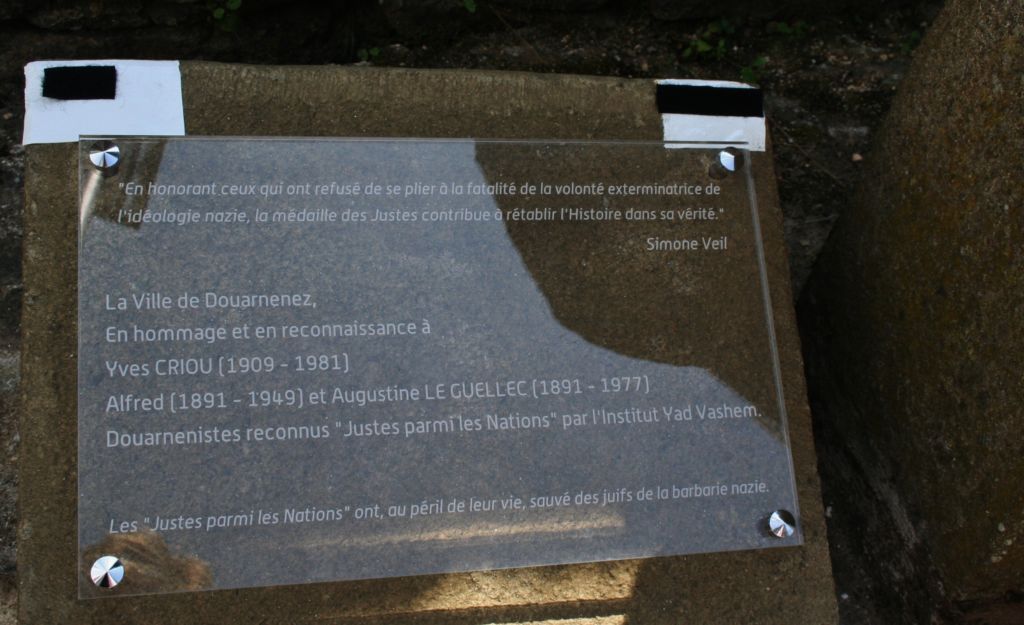 "En honorant ceux qui ont refusé de se plier à la fatalité de la volonté exterminatrice de
l'idéologie nazie, la médaille des Justes contribue à rétablir l'Histoire dans sa vérité."
Simone Veil
La Ville de Douarnenez,
En hommage et en reconnaissance à
Yves CRIOU (1909 - 1981)
Alfred (1891 - 1949) et Augustine LE GUELLEC (1891 - 1977)
Douarnenistes reconnus "Justes parmi les Nations" par l'Institut Yad Vashem.
Les "Justes parmi les Nations" ont, au péril de leur vie, sauvé des juifs de la barbarie nazie.